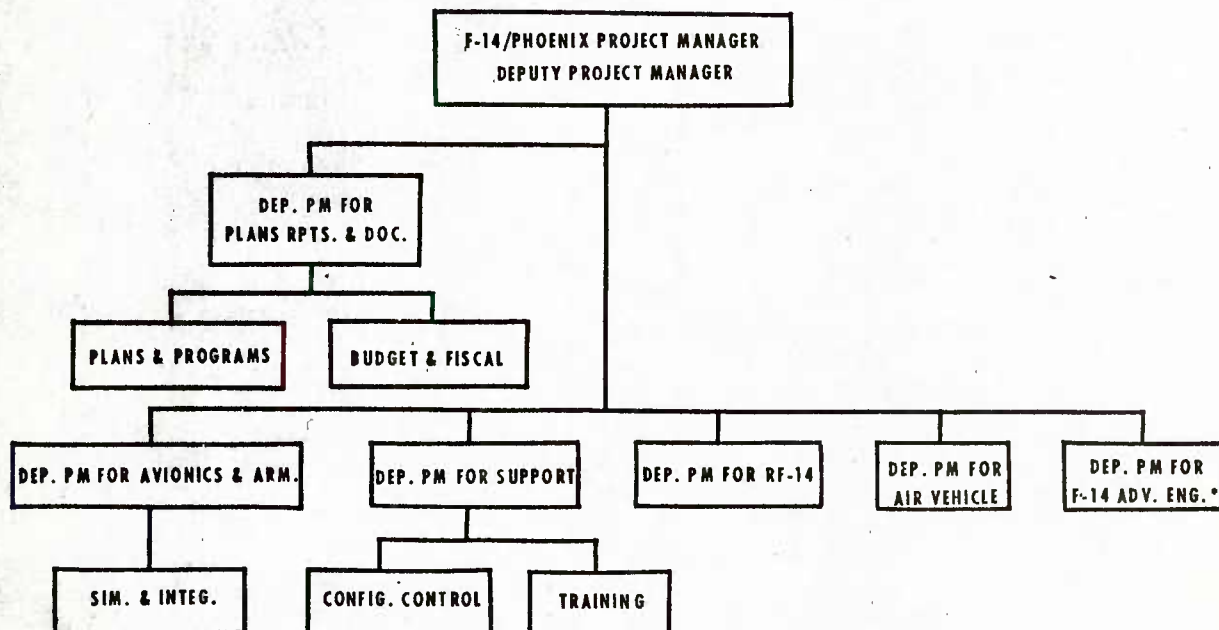 F-14/PHOENIX PROJECT MANAGER
DEPUTY PROJECT MANAGER
DEP. PM FOR
PLANS RPTS. & DOC.
PLANS & PROGRAMS
BUDGET & FISCAL
DEP. PM FOR AVIONICS & ARM.
DEP. PM FOR SUPPORT
DEP. PM FOR RF-14
DEP. PM FOR
AIR VEHICLE
DEP. PM FOR
F-14 ADV. ENG.*
SIM. & INTEG.
CONFIG. CONTROL
TRAINING